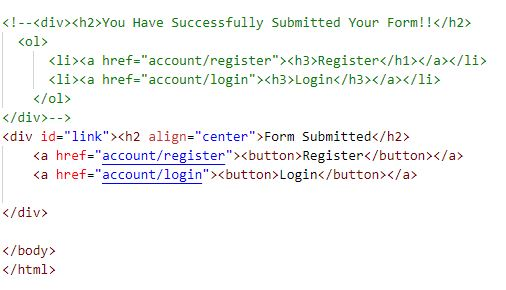 <!--<div><h2>You Have Successfully Submitted Your Form!!</h2>
<ol>
<li><a href="account/register"><h3>Register</h1></a></li>
<li><a href="account/login"><h3>Login</h3></a></li>
</ol>
</div>-->
<div id="link"><h2 align="center">Form Submitted</h2>
<a href="account/register"><button>Register</button></a>
<a href="account/login"><button>Login</button></a>
</div>
</body>
</html>